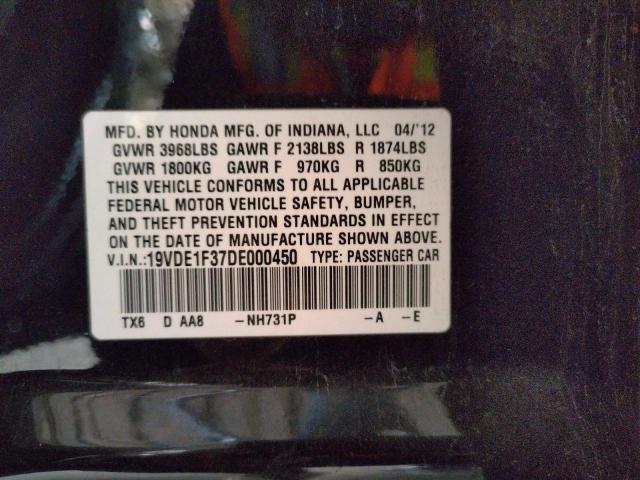 MFD. BY HONDA MFG. OF INDIANA, LLC 04/'12
GVWR 3968LBS GAWR F 2138LBS R 1874LBS
GVWR 1800KG GAWR F 970KG R 850KG
THIS VEHICLE CONFORMS TO ALL APPLICABLE
FEDERAL MOTOR VEHICLE SAFETY, BUMPER,
AND THEFT PREVENTION STANDARDS IN EFFECT
ON THE DATE OF MANUFACTURE SHOWN ABOVE.
V.I.N.:19VDE1F37DE000450 TYPE: PASSENGER CAR
TX6 D AA8 -NH731P -A -E